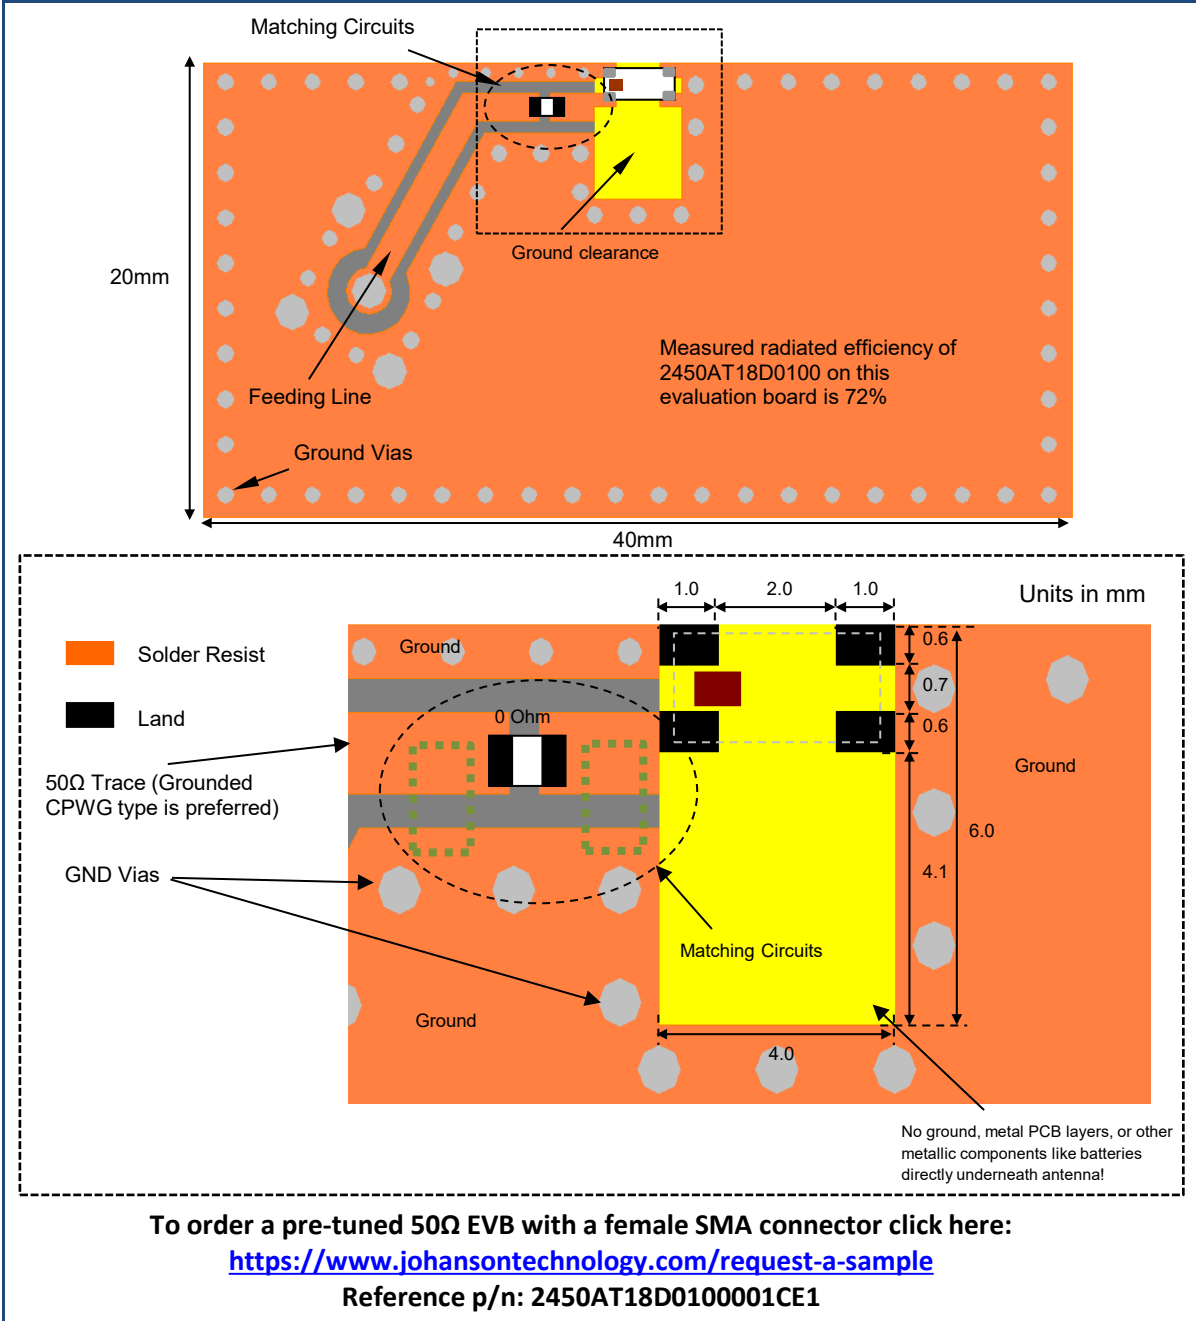 Matching Circuits
20mm
Ground clearance
Measured radiated efficiency of
2450AT18D0100 on this
evaluation board is 72%
Feeding Line
Ground Vias
40mm
1.0
2.0
1.0
Units in mm
Solder Resist
Land
Ground
0.6
0.7
0.6
0 Ohm
50Ω Trace (Grounded
CPWG type is preferred)
Ground
6.0
4.1
GND Vias
Matching Circuits
Ground
4.0
No ground, metal PCB layers, or other
metallic components like batteries
directly underneath antenna!
To order a pre-tuned 50Ω EVB with a female SMA connector click here:
https://www.johansontechnology.com/request-a-sample
Reference p/n: 2450AT18D0100001CE1